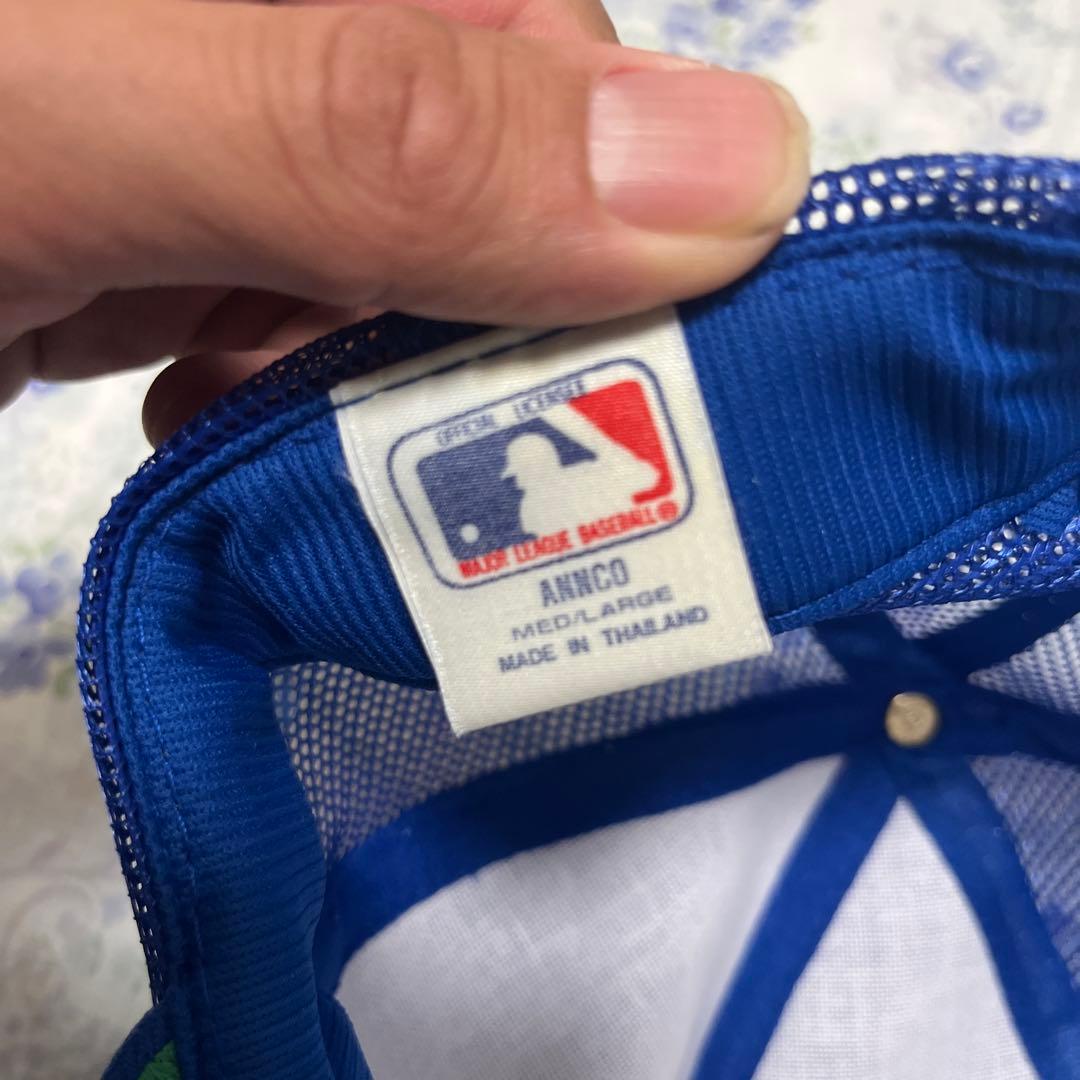 OFFICIAL LICENSEE
MAJOR LEAGUE BASEBALL®
ANNCO
MED/LARGE
MADE IN THAILAND